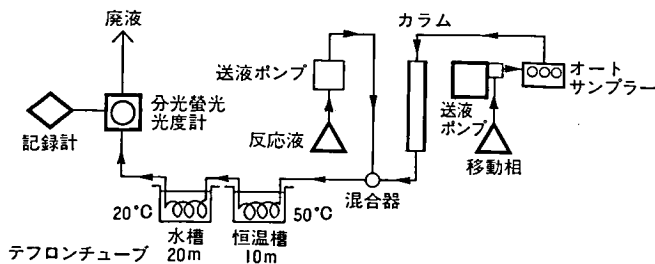 廃液
カラム
送液ポンプ
オート
サンプラー
分光螢光
光度計
送液
ポンプ
記録計
反応液
移動相
混合器
20℃
50℃
水槽
20m
恒温槽
10m
テフロンチューブ